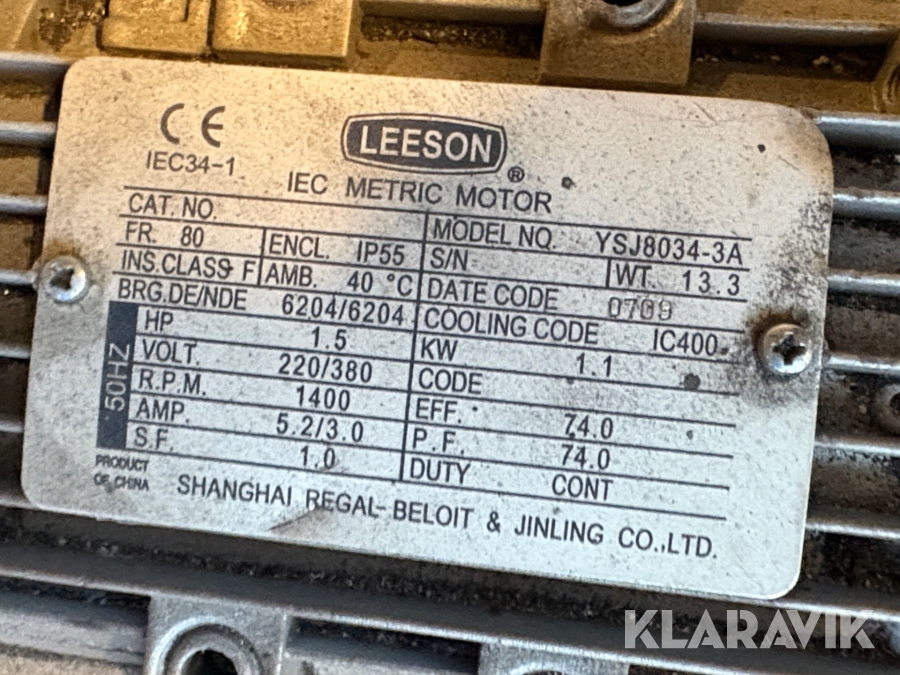 CE
IEC34-1
LEESON®
IEC METRIC MOTOR
CAT. NO.
MODEL NO. YSJ8034-3A
FR. 80 ENCL. IP55
S/N WT. 13.3
INS.CLASS F AMB. 40 °C
DATE CODE 0709
BRG.DE/NDE 6204/6204
COOLING CODE IC400
50HZ
HP 1.5
KW 1.1
VOLT. 220/380
CODE
R.P.M. 1400
EFF. 74.0
AMP. 5.2/3.0
P.F. 74.0
S.F. 1.0
DUTY CONT
PRODUCT
OF CHINA
SHANGHAI REGAL-BELOIT & JINLING CO.,LTD.
KLARAVIK